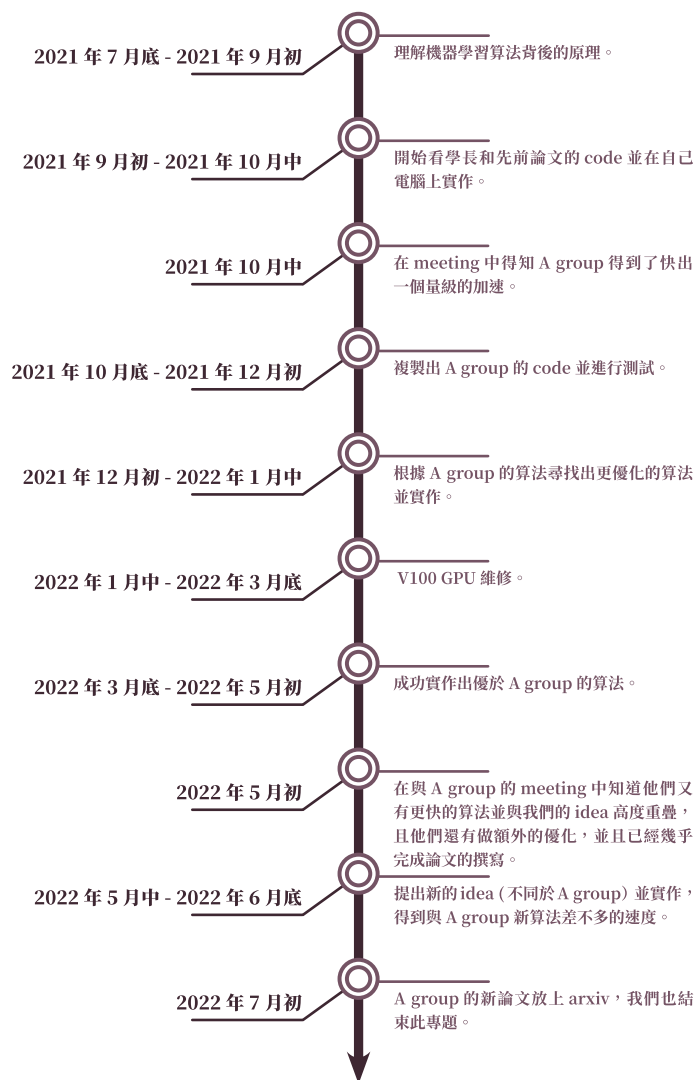 2021 年 7 月底 - 2021 年 9 月初
理解機器學習算法背後的原理。
2021 年 9 月初 - 2021 年 10 月中
開始看學長和先前論文的 code 並在自己
電腦上實作。
2021 年 10 月中
在 meeting 中得知 A group 得到了快出
一個量級的加速。
2021 年 10 月底 - 2021 年 12 月初
複製出 A group 的 code 並進行測試。
2021 年 12 月初 - 2022 年 1 月中
根據 A group 的算法尋找出更優化的算法
並實作。
2022 年 1 月中 - 2022 年 3 月底
V100 GPU 維修。
2022 年 3 月底 - 2022 年 5 月初
成功實作出優於 A group 的算法。
2022 年 5 月初
在與 A group 的 meeting 中知道他們又
有更快的算法並與我們的 idea 高度重疊，
且他們還有做額外的優化，並且已經幾乎
完成論文的撰寫。
2022 年 5 月中 - 2022 年 6 月底
提出新的 idea (不同於 A group) 並實作，
得到與 A group 新算法差不多的速度。
2022 年 7 月初
A group 的新論文放上 arxiv，我們也結
束此專題。